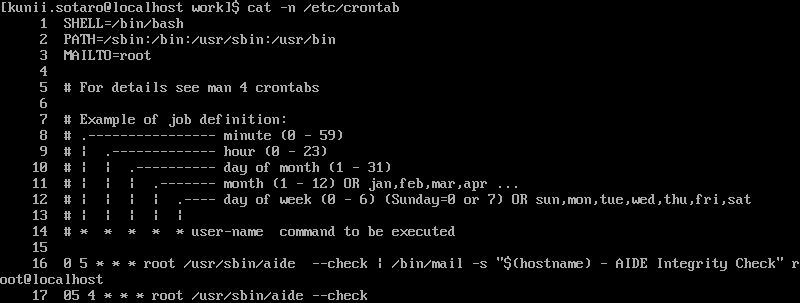 [kunii.sotaro@localhost work]$ cat -n /etc/crontab
     1  SHELL=/bin/bash
     2  PATH=/sbin:/bin:/usr/sbin:/usr/bin
     3  MAILTO=root
     4
     5  # For details see man 4 crontabs
     6
     7  # Example of job definition:
     8  # .---------------- minute (0 - 59)
     9  # |  .------------- hour (0 - 23)
    10  # |  |  .---------- day of month (1 - 31)
    11  # |  |  |  .------- month (1 - 12) OR jan,feb,mar,apr ...
    12  # |  |  |  |  .---- day of week (0 - 6) (Sunday=0 or 7) OR sun,mon,tue,wed,thu,fri,sat
    13  # |  |  |  |  |
    14  # *  *  *  *  * user-name  command to be executed
    15
    16  0 5 * * * root /usr/sbin/aide  --check | /bin/mail -s "$(hostname) - AIDE Integrity Check" r
oot@localhost
    17  05 4 * * * root /usr/sbin/aide --check